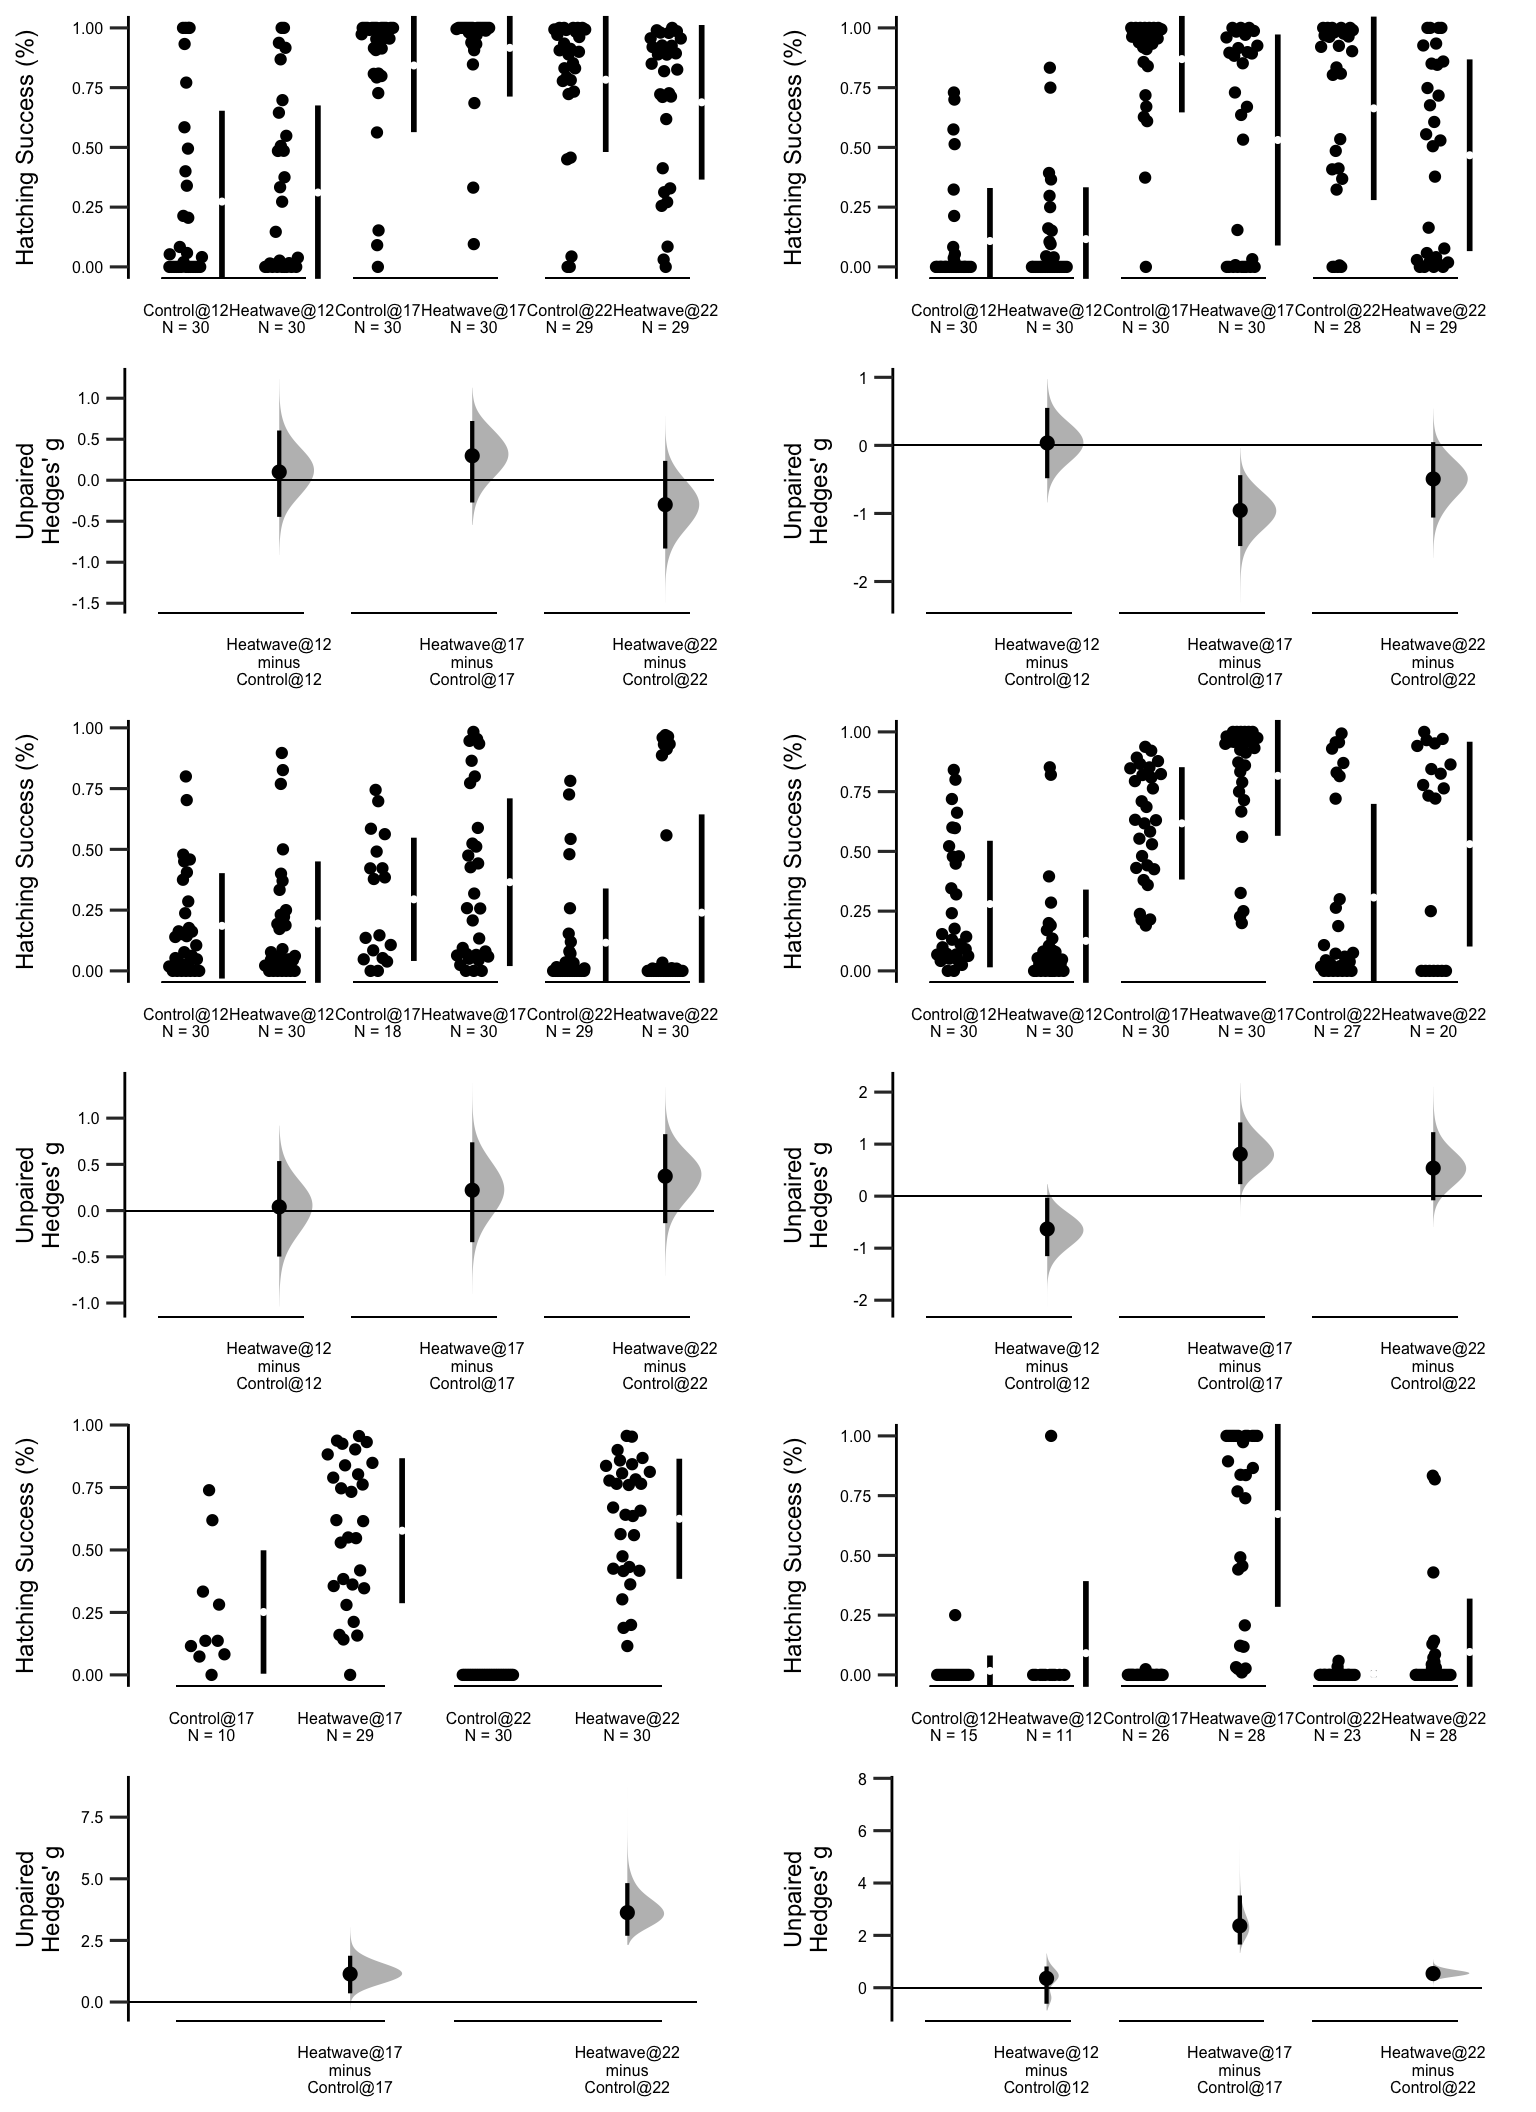 Hatching Success (%)
1.00
0.75
0.50
0.25
0.00
Control@12 Heatwave@12 Control@17 Heatwave@17 Control@22 Heatwave@22
N = 30 N = 30 N = 30 N = 30 N = 29 N = 29
Hatching Success (%)
1.00
0.75
0.50
0.25
0.00
Control@12 Heatwave@12 Control@17 Heatwave@17 Control@22 Heatwave@22
N = 30 N = 30 N = 30 N = 30 N = 28 N = 29
Unpaired
Hedges' g
1.0
0.5
0.0
-0.5
-1.0
-1.5
Heatwave@12 Heatwave@17 Heatwave@22
minus minus minus
Control@12 Control@17 Control@22
Unpaired
Hedges' g
1
0
-1
-2
Heatwave@12 Heatwave@17 Heatwave@22
minus minus minus
Control@12 Control@17 Control@22
Hatching Success (%)
1.00
0.75
0.50
0.25
0.00
Control@12 Heatwave@12 Control@17 Heatwave@17 Control@22 Heatwave@22
N = 30 N = 30 N = 18 N = 30 N = 29 N = 30
Hatching Success (%)
1.00
0.75
0.50
0.25
0.00
Control@12 Heatwave@12 Control@17 Heatwave@17 Control@22 Heatwave@22
N = 30 N = 30 N = 30 N = 30 N = 27 N = 20
Unpaired
Hedges' g
1.0
0.5
0.0
-0.5
-1.0
Heatwave@12 Heatwave@17 Heatwave@22
minus minus minus
Control@12 Control@17 Control@22
Unpaired
Hedges' g
2
1
0
-1
-2
Heatwave@12 Heatwave@17 Heatwave@22
minus minus minus
Control@12 Control@17 Control@22
Hatching Success (%)
1.00
0.75
0.50
0.25
0.00
Control@17 Heatwave@17 Control@22 Heatwave@22
N = 10 N = 29 N = 30 N = 30
Hatching Success (%)
1.00
0.75
0.50
0.25
0.00
Control@12 Heatwave@12 Control@17 Heatwave@17 Control@22 Heatwave@22
N = 15 N = 11 N = 26 N = 28 N = 23 N = 28
Unpaired
Hedges' g
7.5
5.0
2.5
0.0
Heatwave@17 Heatwave@22
minus minus
Control@17 Control@22
Unpaired
Hedges' g
8
6
4
2
0
Heatwave@12 Heatwave@17 Heatwave@22
minus minus minus
Control@12 Control@17 Control@22